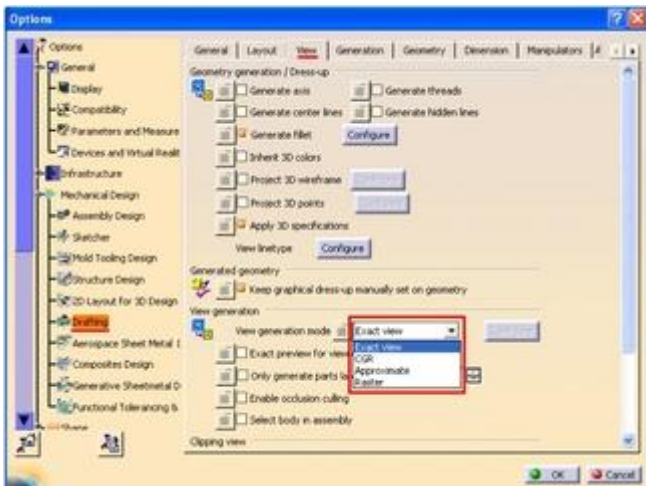 Options
Options
General
Display
Compatibility
Parameters and Measure
Devices and Virtual Realit
Infrastructure
Mechanical Design
Assembly Design
Sketcher
Mold Tooling Design
Structure Design
2D Layout for 3D Design
Drafting
Aerospace Sheet Metal
Composites Design
Generative Sheetmetal D
Functional Tolerancing &
General Layout View Generation Geometry Dimension Manipulators
Geometry generation / Dress-up
Generate axis Generate threads
Generate center lines Generate hidden lines
Generate fillet Configure
Inherit 3D colors
Project 3D wireframe
Project 3D points
Apply 3D specifications
View linetype Configure
Generated geometry
Keep graphical dress-up manually set on geometry
View generation
View generation mode Exact view
Exact view
CGR
Approximate
Raster
Exact preview for view
Only generate parts la
Enable occlusion culling
Select body in assembly
Clipping view
OK Cancel